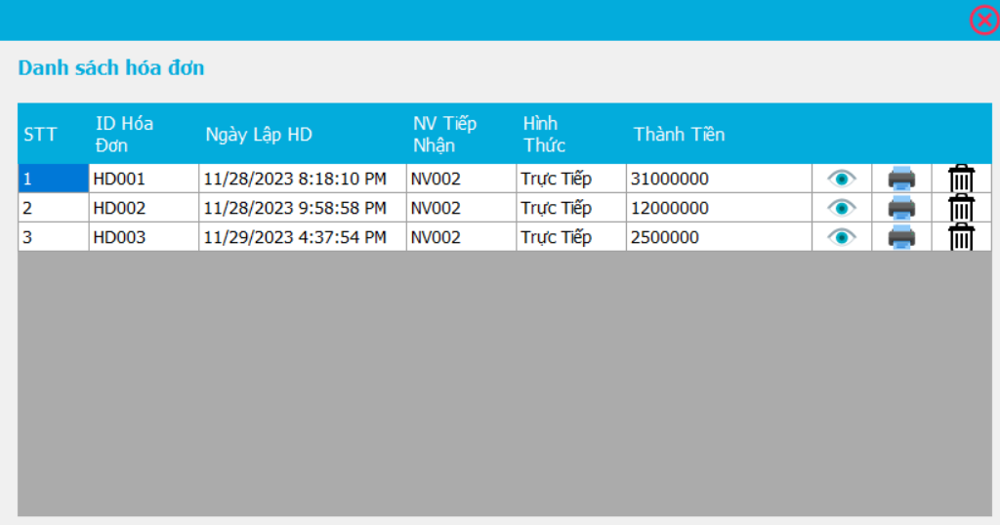 Danh sách hóa đơn
STT ID Hóa Đơn Ngày Lập HD NV Tiếp Nhận Hình Thức Thành Tiền
1 HD001 11/28/2023 8:18:10 PM NV002 Trực Tiếp 31000000
2 HD002 11/28/2023 9:58:58 PM NV002 Trực Tiếp 12000000
3 HD003 11/29/2023 4:37:54 PM NV002 Trực Tiếp 2500000